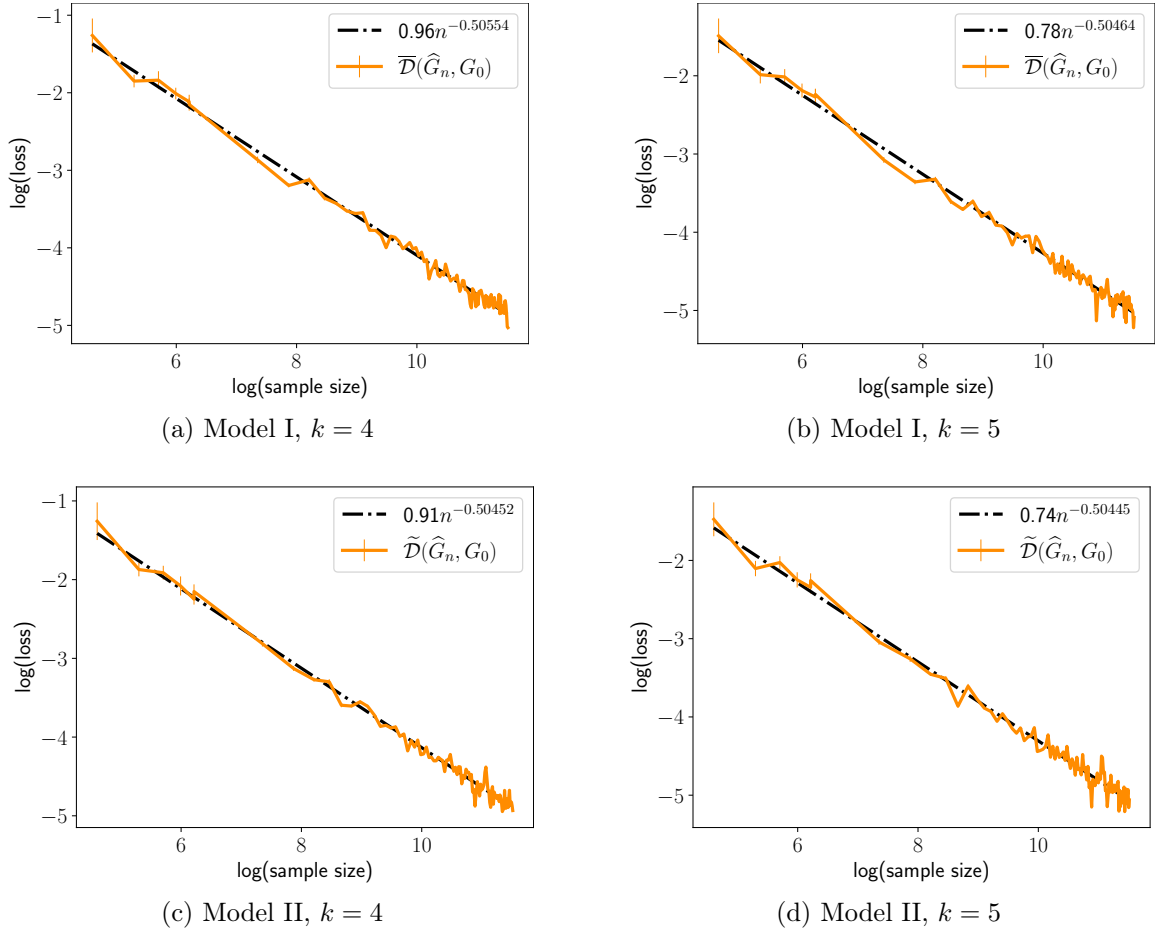 0.96n^{-0.50554}
\overline{D}(\widehat{G}_n, G_0)
−1
−2
−3
−4
−5
log(loss)
6 8 10
log(sample size)
(a) Model I, k = 4
0.78n^{-0.50464}
\overline{D}(\widehat{G}_n, G_0)
−2
−3
−4
−5
log(loss)
6 8 10
log(sample size)
(b) Model I, k = 5
0.91n^{-0.50452}
\widetilde{D}(\widehat{G}_n, G_0)
−1
−2
−3
−4
−5
log(loss)
6 8 10
log(sample size)
(c) Model II, k = 4
0.74n^{-0.50445}
\widetilde{D}(\widehat{G}_n, G_0)
−2
−3
−4
−5
log(loss)
6 8 10
log(sample size)
(d) Model II, k = 5